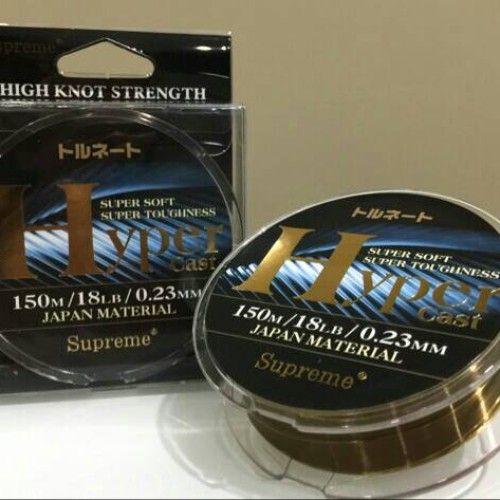 Supreme®
HIGH KNOT STRENGTH
トルネート
SUPER SOFT
SUPER TOUGHNESS
Hyper
Cast
150M/18LB/0.23MM
JAPAN MATERIAL
Supreme®
トルネート
SUPER SOFT
SUPER TOUGHNESS
Hyper
Cast
150M/18LB/0.23MM
JAPAN MATERIAL
Supreme®